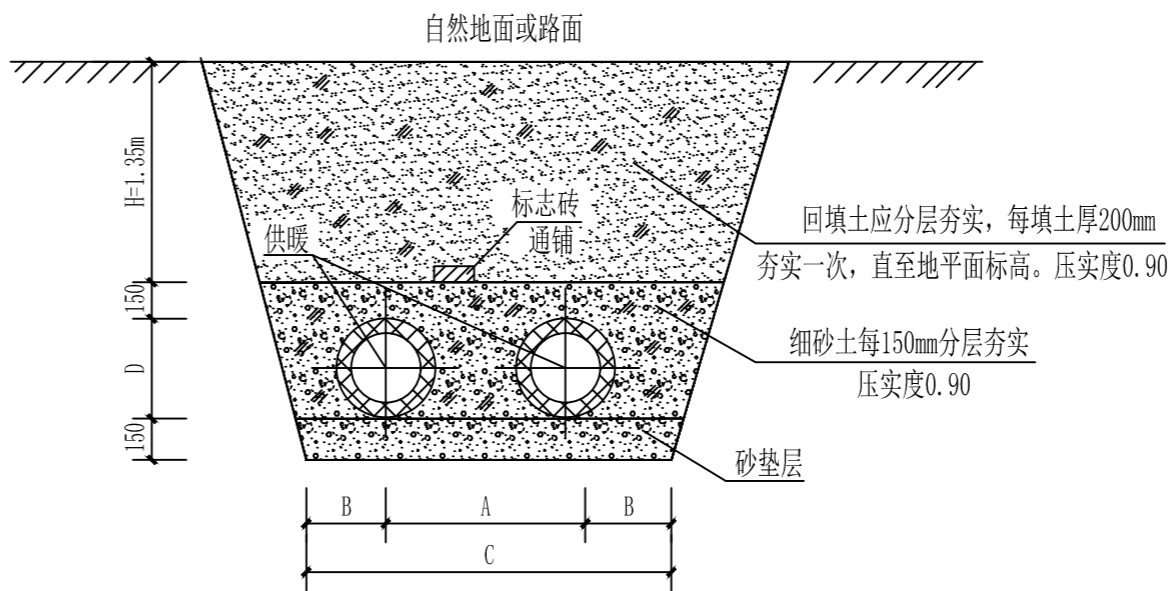 自然地面或路面
H=1.35m
标志砖
通铺
供暖
回填土应分层夯实，每填土厚200mm
夯实一次，直至地平面标高。压实度0.90
150
细砂土每150mm分层夯实
压实度0.90
D
150
砂垫层
B
A
B
C